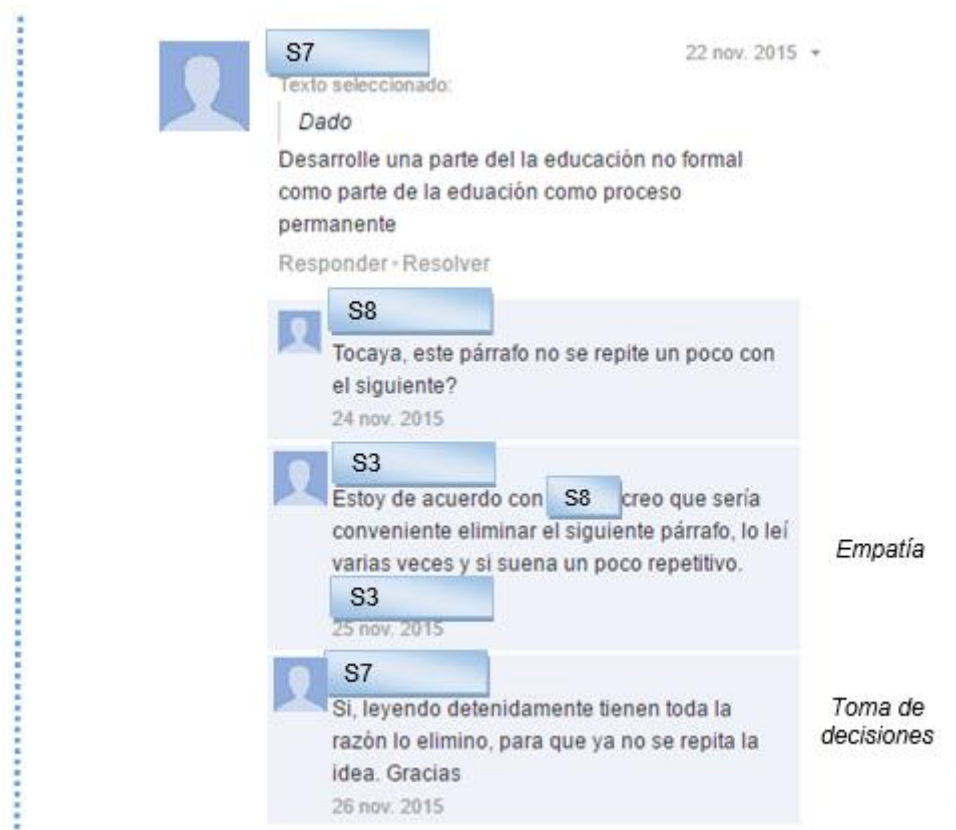 S7
22 nov. 2015
Texto seleccionado:
Dado
Desarrolle una parte del la educación no formal
como parte de la eduación como proceso
permanente
Responder • Resolver
S8
Tocaya, este párrafo no se repite un poco con
el siguiente?
24 nov. 2015
S3
Estoy de acuerdo con S8 creo que sería
conveniente eliminar el siguiente párrafo, lo leí
varias veces y si suena un poco repetitivo.
Empatía
S3
25 nov. 2015
S7
Si, leyendo detenidamente tienen toda la
razón lo elimino, para que ya no se repita la
idea. Gracias
Toma de
decisiones
26 nov. 2015